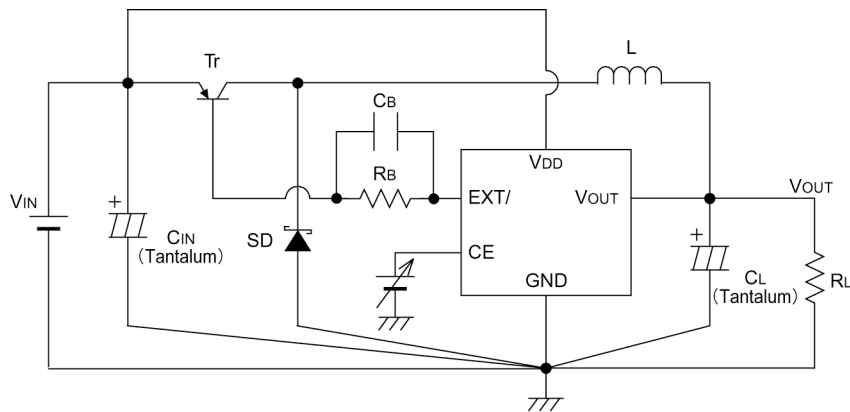 Tr
L
CB
VDD
RB
EXT/
VOUT
VOUT
VIN
+
CIN
(Tantalum)
SD
CE
+
GND
CL
(Tantalum)
RL